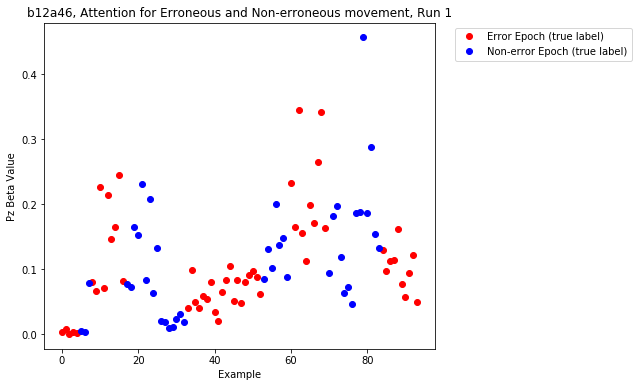 b12a46, Attention for Erroneous and Non-erroneous movement, Run 1
Error Epoch (true label)
Non-error Epoch (true label)
0.4
0.3
0.2
0.1
0.0
Pz Beta Value
0
20
40
60
80
Example